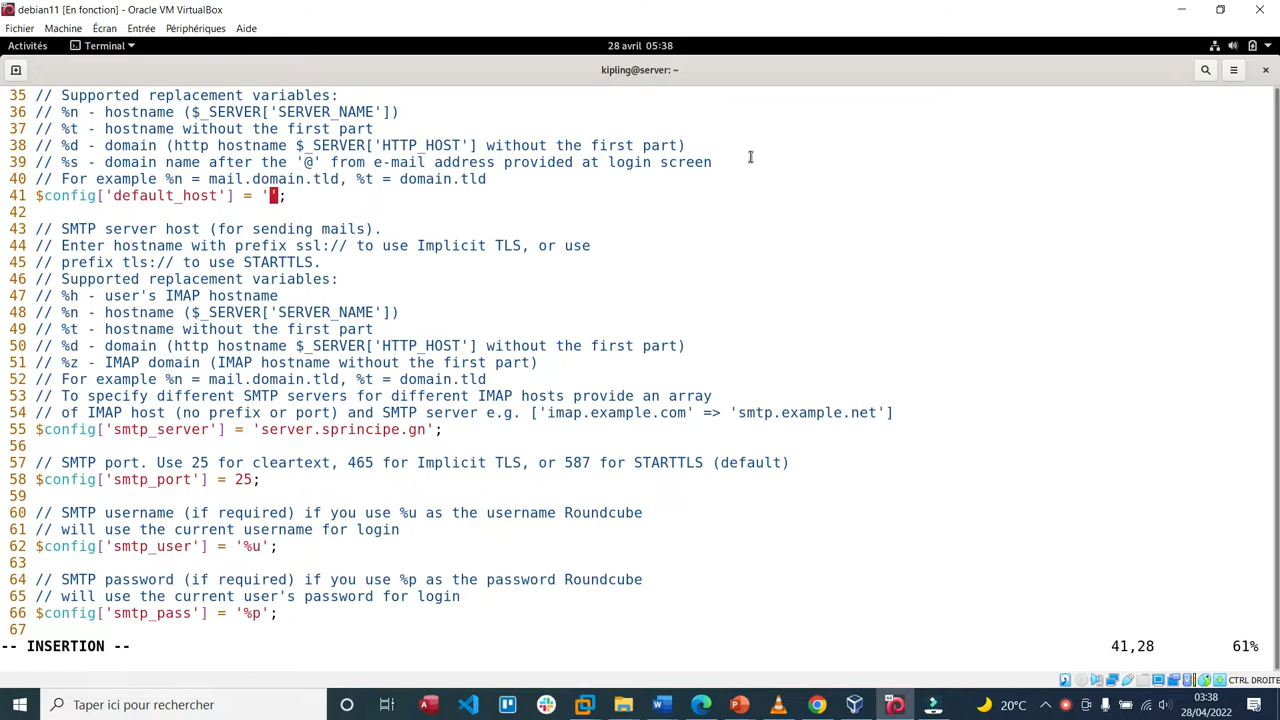 debian11 [En fonction] - Oracle VM VirtualBox
Fichier Machine Écran Entrée Périphériques Aide
Activités Terminal 28 avril 05:38
kipling@server: ~
35 // Supported replacement variables:
36 // %n - hostname ($_SERVER['SERVER_NAME'])
37 // %t - hostname without the first part
38 // %d - domain (http hostname $_SERVER['HTTP_HOST'] without the first part)
39 // %s - domain name after the '@' from e-mail address provided at login screen
40 // For example %n = mail.domain.tld, %t = domain.tld
41 $config['default_host'] = '';
42
43 // SMTP server host (for sending mails).
44 // Enter hostname with prefix ssl:// to use Implicit TLS, or use
45 // prefix tls:// to use STARTTLS.
46 // Supported replacement variables:
47 // %h - user's IMAP hostname
48 // %n - hostname ($_SERVER['SERVER_NAME'])
49 // %t - hostname without the first part
50 // %d - domain (http hostname $_SERVER['HTTP_HOST'] without the first part)
51 // %z - IMAP domain (IMAP hostname without the first part)
52 // For example %n = mail.domain.tld, %t = domain.tld
53 // To specify different SMTP servers for different IMAP hosts provide an array
54 // of IMAP host (no prefix or port) and SMTP server e.g. ['imap.example.com' => 'smtp.example.net']
55 $config['smtp_server'] = 'server.sprincipe.gn';
56
57 // SMTP port. Use 25 for cleartext, 465 for Implicit TLS, or 587 for STARTTLS (default)
58 $config['smtp_port'] = 25;
59
60 // SMTP username (if required) if you use %u as the username Roundcube
61 // will use the current username for login
62 $config['smtp_user'] = '%u';
63
64 // SMTP password (if required) if you use %p as the password Roundcube
65 // will use the current user's password for login
66 $config['smtp_pass'] = '%p';
67
-- INSERTION -- 41,28 61%
CTRL DROITE
Taper ici pour rechercher 20°C 03:38
28/04/2022